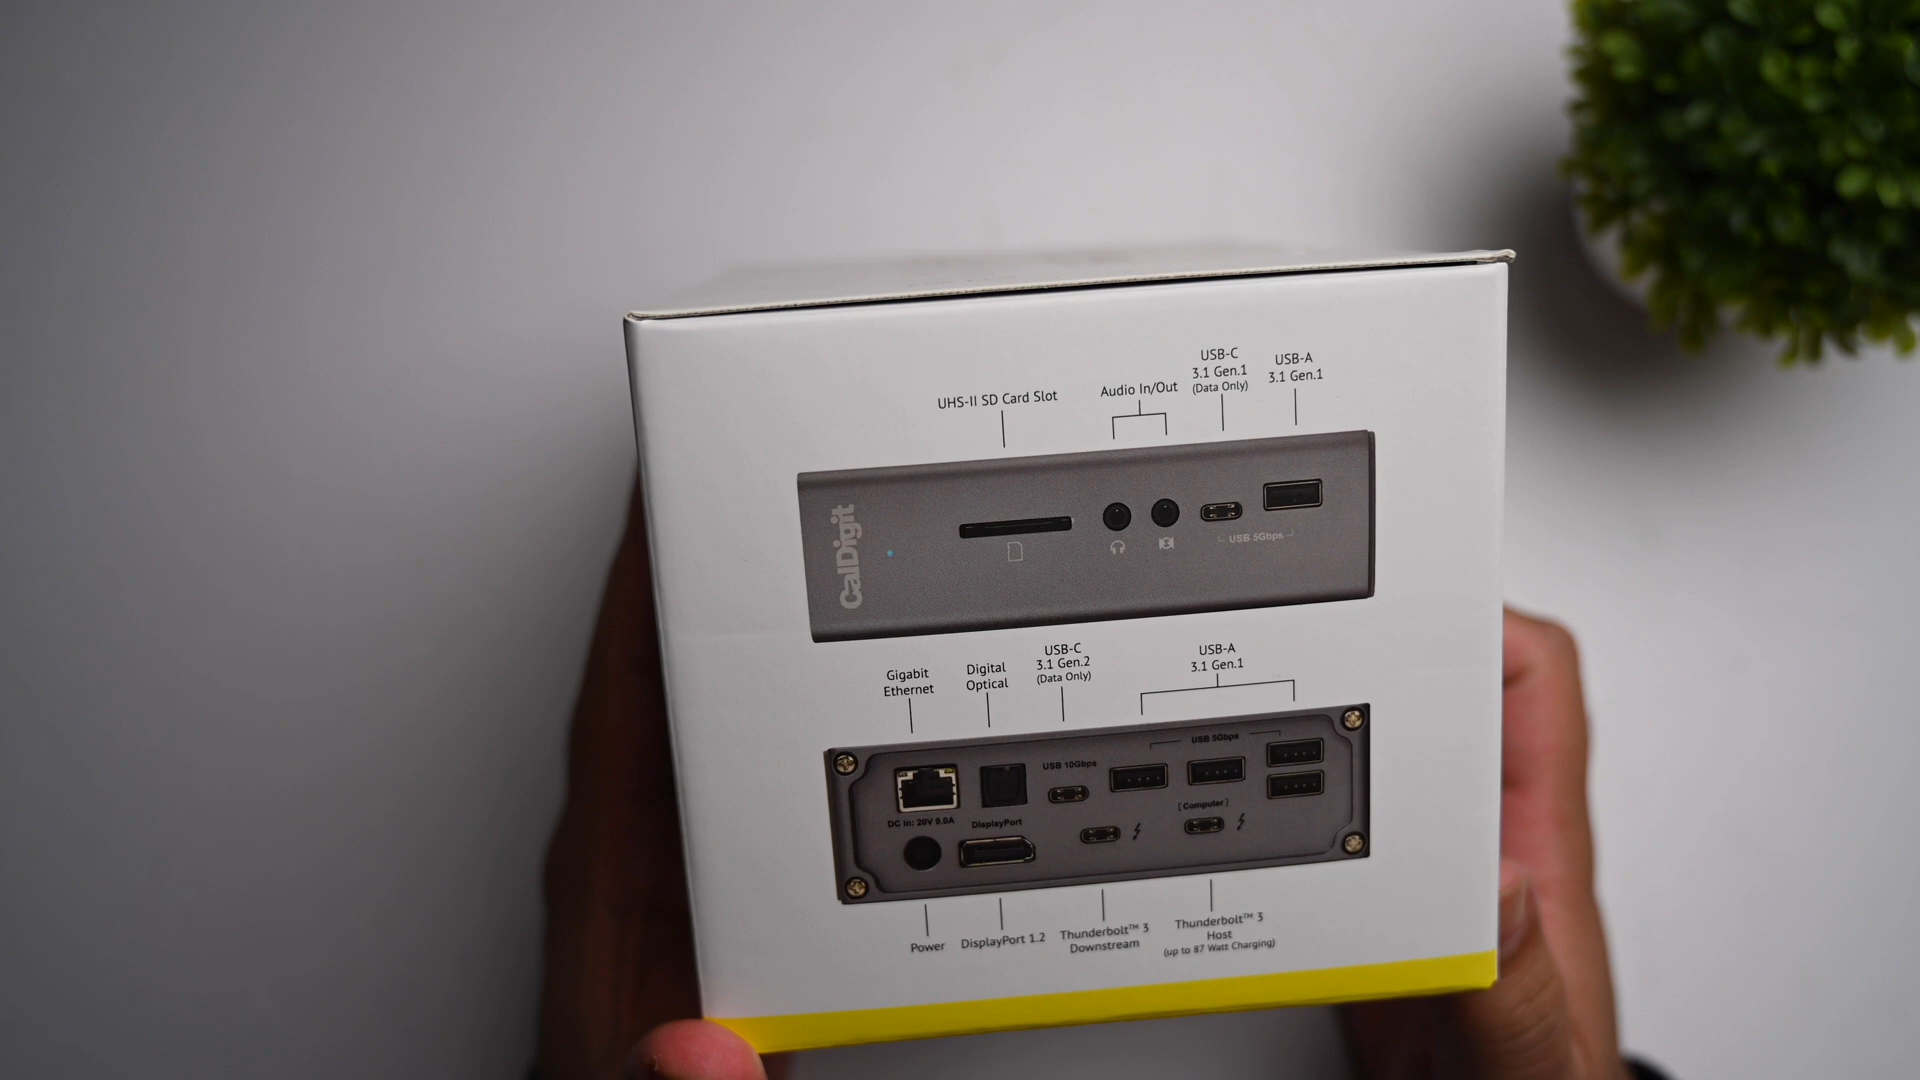 USB-C
3.1 Gen.1
(Data Only)
USB-A
3.1 Gen.1
Audio In/Out
UHS-II SD Card Slot
CalDigit
USB 5Gbps
Gigabit
Ethernet
Digital
Optical
USB-C
3.1 Gen.2
(Data Only)
USB-A
3.1 Gen.1
USB 5Gbps
USB 10Gbps
[Computer]
DC in: 20V 9.0A
DisplayPort
Power
DisplayPort 1.2
Thunderbolt™ 3
Downstream
Thunderbolt™ 3
Host
(up to 87 Watt Charging)